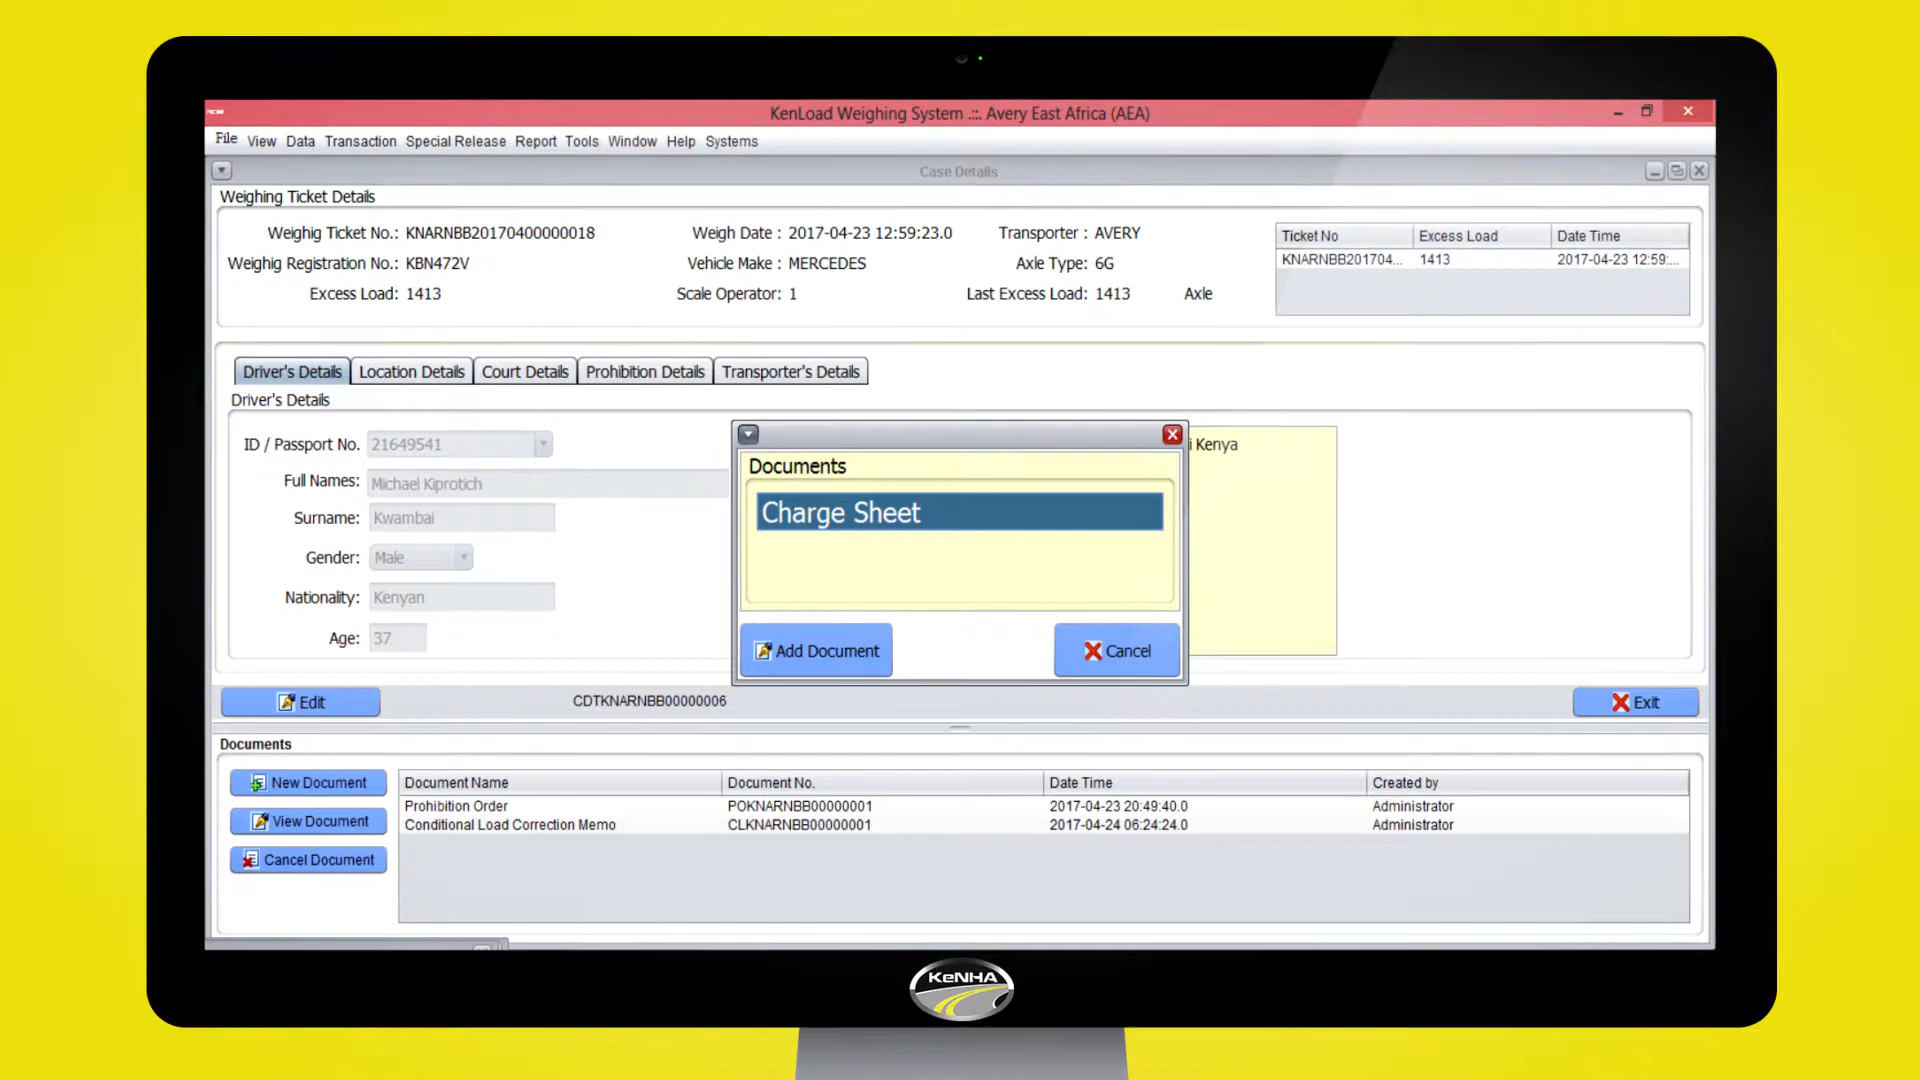 KenLoad Weighing System .::. Avery East Africa (AEA)
File View Data Transaction Special Release Report Tools Window Help Systems
Case Details
Weighing Ticket Details
Weighig Ticket No.: KNARNBB20170400000018 Weigh Date : 2017-04-23 12:59:23.0 Transporter : AVERY
Weighig Registration No.: KBN472V Vehicle Make : MERCEDES Axle Type: 6G
Excess Load: 1413 Scale Operator: 1 Last Excess Load: 1413 Axle
Ticket No Excess Load Date Time
KNARNBB201704... 1413 2017-04-23 12:59:...
Driver's Details Location Details Court Details Prohibition Details Transporter's Details
Driver's Details
ID / Passport No. 21649541
Full Names: Michael Kiprotich
Surname: Kwambai
Gender: Male
Nationality: Kenyan
Age: 37
i Kenya
Documents
Charge Sheet
Add Document Cancel
Edit CDTKNARNBB00000006 Exit
Documents
New Document
View Document
Cancel Document
Document Name Document No. Date Time Created by
Prohibition Order POKNARNBB00000001 2017-04-23 20:49:40.0 Administrator
Conditional Load Correction Memo CLKNARNBB00000001 2017-04-24 06:24:24.0 Administrator
KeNHA